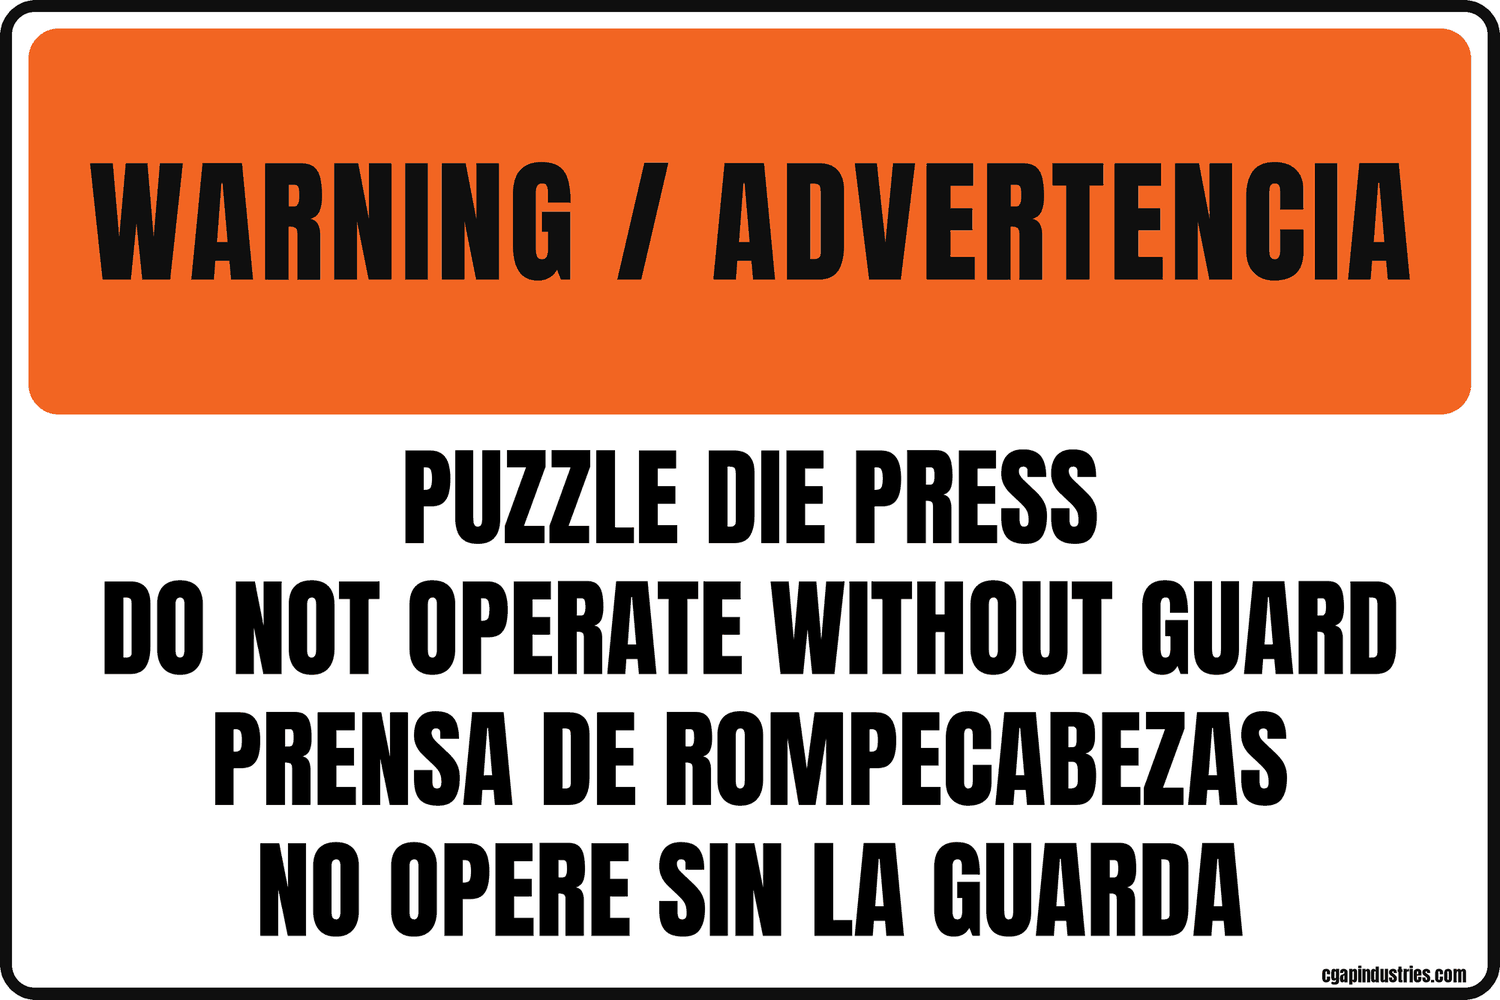 WARNING / ADVERTENCIA
PUZZLE DIE PRESS
DO NOT OPERATE WITHOUT GUARD
PRENSA DE ROMPECABEZAS
NO OPERE SIN LA GUARDA
cgapindustries.com